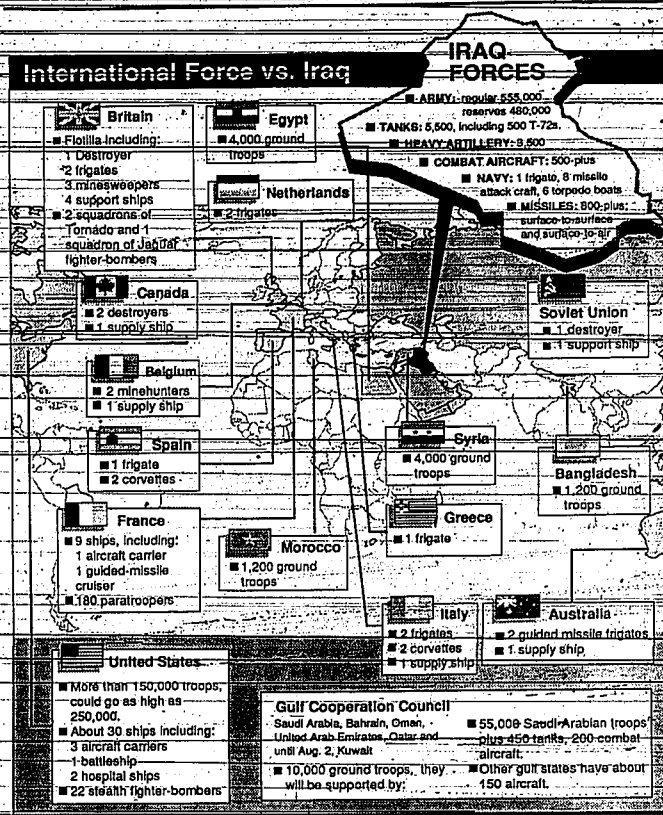 International Force vs. Iraq
IRAQ
FORCES
■ ARMY: regular 555,000
reserves 480,000
■ TANKS: 5,500, including 500 T-72s
■ HEAVY ARTILLERY: 3,500
■ COMBAT AIRCRAFT: 500-plus
■ NAVY: 1 frigate, 8 missile
attack craft, 6 torpedo boats
■ MISSILES: 800-plus;
surface-to-surface
and surface-to-air
Britain
■ Flotilla including:
1 Destroyer
2 frigates
3 minesweepers
4 support ships
■ 2 squadrons of
Tornado and 1
squadron of Jaguar
fighter-bombers
Egypt
■ 4,000 ground
troops
Netherlands
■ 2 frigates
Canada
■ 2 destroyers
■ 1 supply ship
Soviet Union
■ 1 destroyer
■ 1 support ship
Belgium
■ 2 minehunters
■ 1 supply ship
Spain
■ 1 frigate
■ 2 corvettes
Syria
■ 4,000 ground
troops
Bangladesh
■ 1,200 ground
troops
France
■ 9 ships, including:
1 aircraft carrier
1 guided-missile
cruiser
■ 180 paratroopers
Morocco
■ 1,200 ground
troops
Greece
■ 1 frigate
Italy
■ 2 frigates
■ 2 corvettes
■ 1 supply ship
Australia
■ 2 guided missile frigates
■ 1 supply ship
United States
■ More than 150,000 troops,
could go as high as
250,000.
■ About 30 ships including:
3 aircraft carriers
1 battleship
2 hospital ships
■ 22 stealth fighter-bombers
Gulf Cooperation Council
Saudi Arabia, Bahrain, Oman,
United Arab Emirates, Qatar and
until Aug. 2, Kuwait
■ 10,000 ground troops, they
will be supported by:
■ 55,000 Saudi Arabian troops
plus 450 tanks, 200 combat
aircraft.
■ Other gulf states have about
150 aircraft.